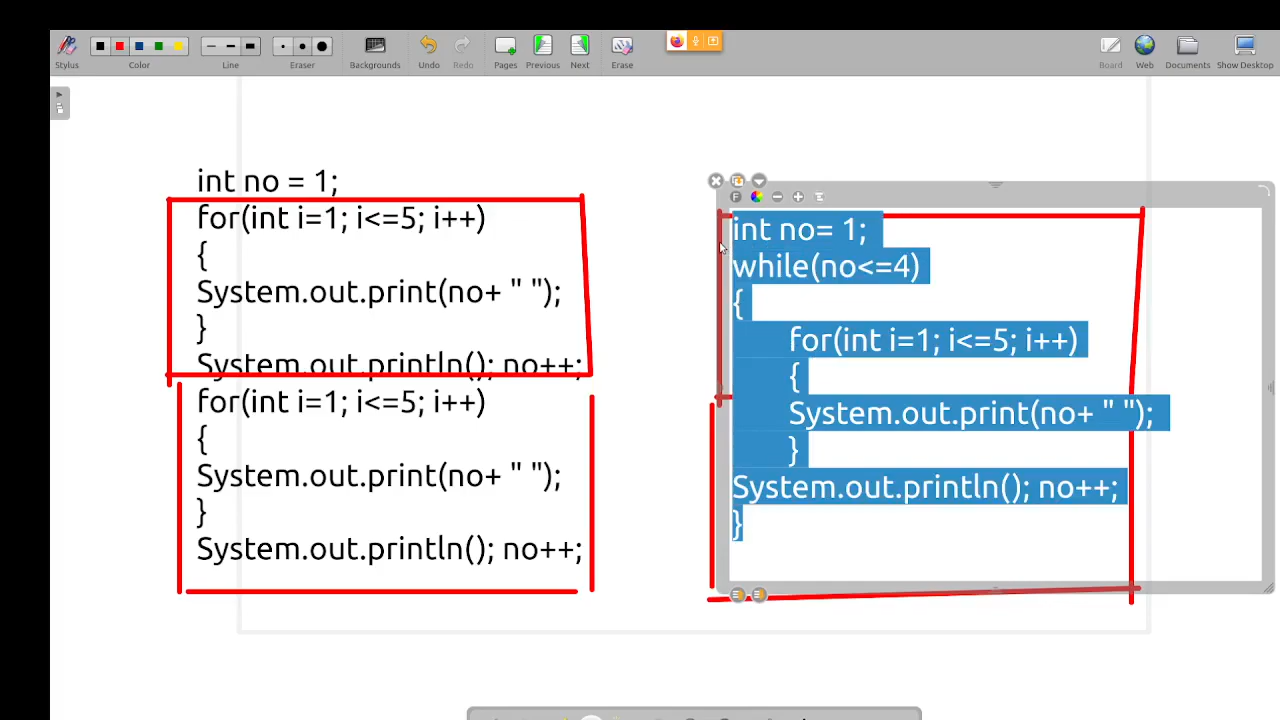 Stylus
Color
Line
Eraser
Backgrounds
Undo
Redo
Pages
Previous
Next
Erase
Board
Web
Documents
Show Desktop
int no = 1;
for(int i=1; i<=5; i++)
{
System.out.print(no+ " ");
}
System.out.println(); no++;
for(int i=1; i<=5; i++)
{
System.out.print(no+ " ");
}
System.out.println(); no++;
F
int no= 1;
while(no<=4)
{
for(int i=1; i<=5; i++)
{
System.out.print(no+ " ");
}
System.out.println(); no++;
}